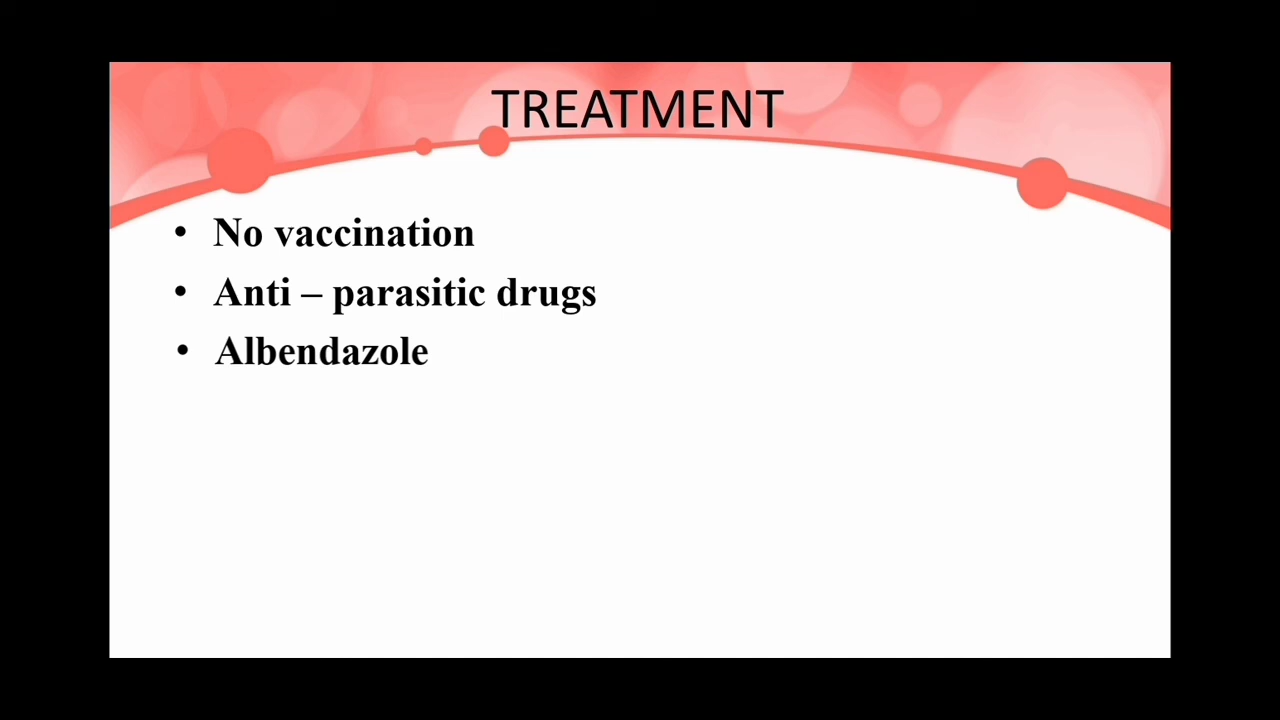 TREATMENT
• No vaccination
• Anti – parasitic drugs
• Albendazole